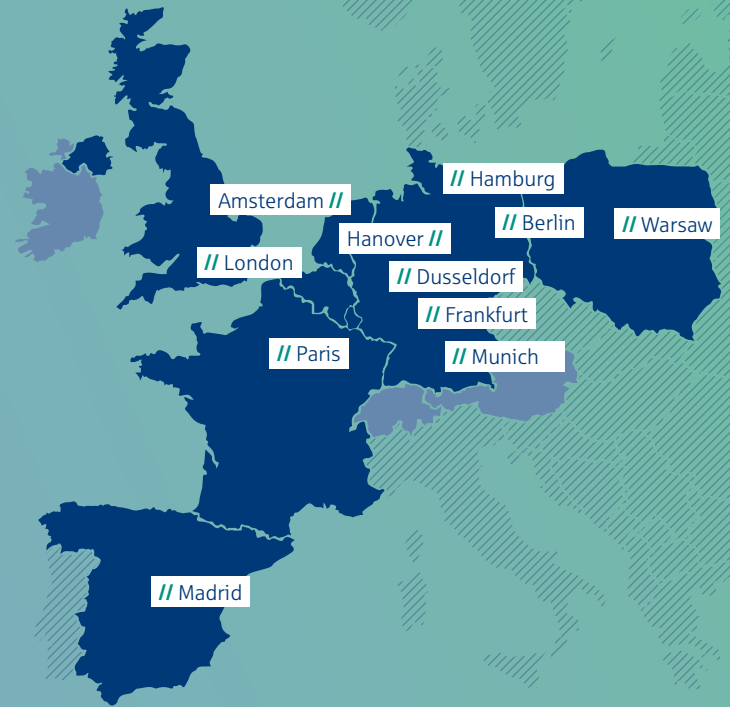 // Hamburg
Amsterdam //
// Berlin
// Warsaw
Hanover //
// London
// Dusseldorf
// Frankfurt
// Paris
// Munich
// Madrid